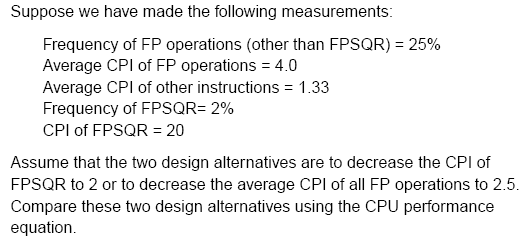 Suppose we have made the following measurements:
Frequency of FP operations (other than FPSQR) = 25%
Average CPI of FP operations = 4.0
Average CPI of other instructions = 1.33
Frequency of FPSQR= 2%
CPI of FPSQR = 20
Assume that the two design alternatives are to decrease the CPI of
FPSQR to 2 or to decrease the average CPI of all FP operations to 2.5.
Compare these two design alternatives using the CPU performance
equation.